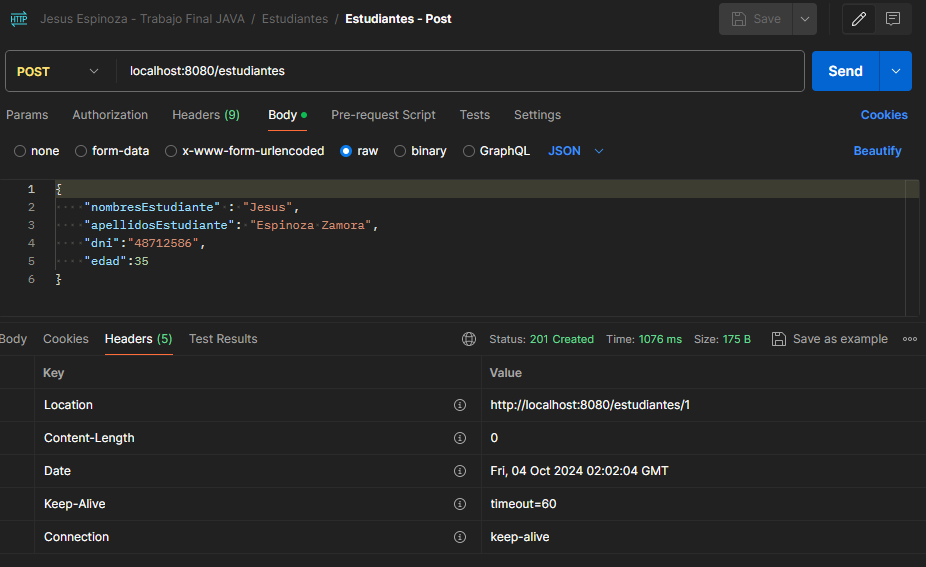 HTTP Jesus Espinoza - Trabajo Final JAVA / Estudiantes / Estudiantes - Post Save
POST localhost:8080/estudiantes Send
Params Authorization Headers (9) Body Pre-request Script Tests Settings Cookies
none form-data x-www-form-urlencoded raw binary GraphQL JSON Beautify
1 {
2 "nombresEstudiante" : "Jesus",
3 "apellidosEstudiante": "Espinoza Zamora",
4 "dni":"48712586",
5 "edad":35
6 }
Body Cookies Headers (5) Test Results Status: 201 Created Time: 1076 ms Size: 175 B Save as example
Key Value
Location http://localhost:8080/estudiantes/1
Content-Length 0
Date Fri, 04 Oct 2024 02:02:04 GMT
Keep-Alive timeout=60
Connection keep-alive